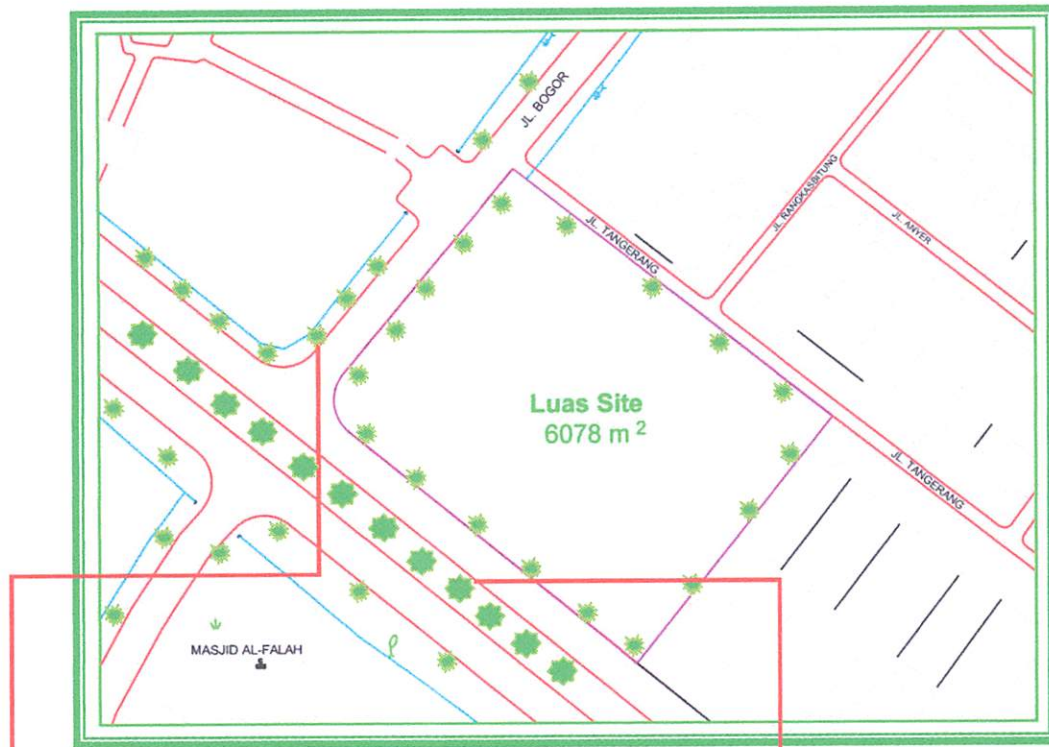 JL. BOGOR
JL. RANGKASBITUNG
JL. ANYER
JL. TANGERANG
Luas Site
6078 m ²
JL. TANGERANG
MASJID AL-FALAH